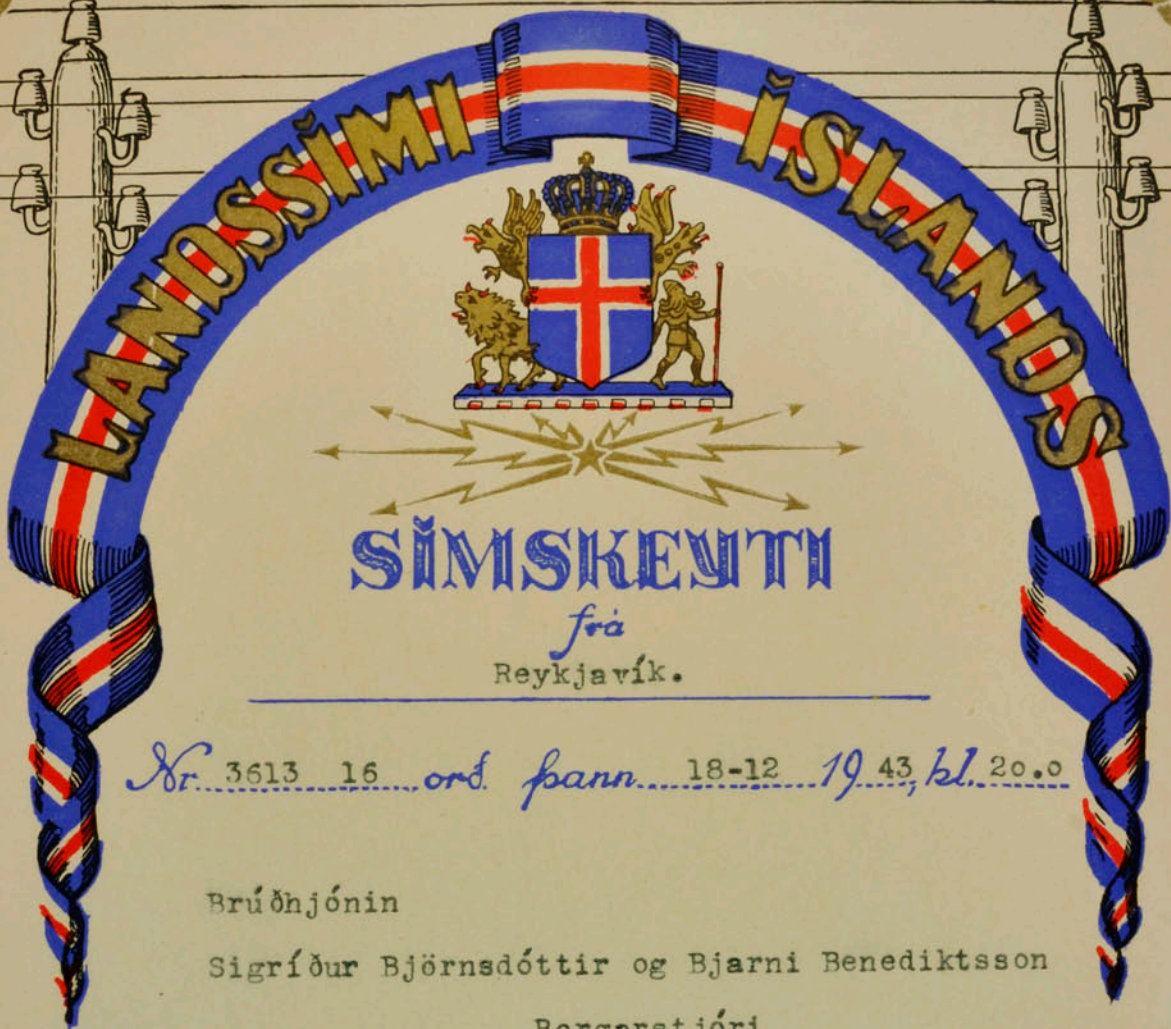 LANDSSÍMI ÍSLANDS
SÍMSKEYTI
frá
Reykjavík.
Nr. 3613 16 orð. þann 18-12 19 43, kl. 20.0
Brúðhjónin
Sigríður Björnsdóttir og Bjarni Benediktsson
Borgarstjóri